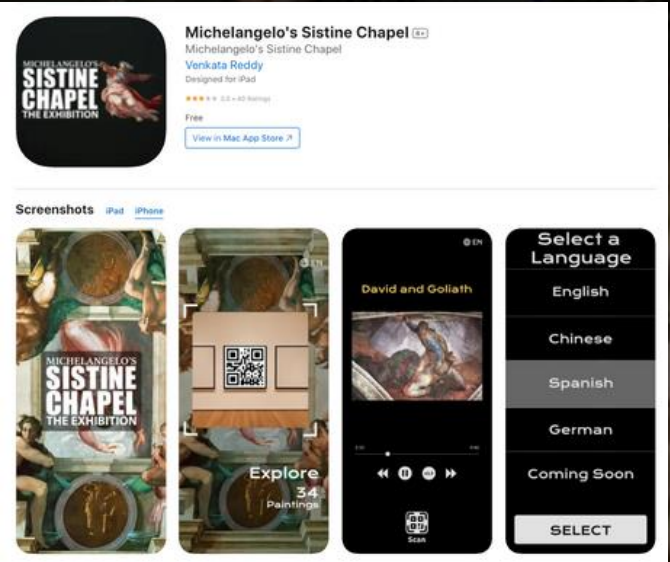 MICHELANGELO'S
SISTINE
CHAPEL
THE EXHIBITION
Michelangelo's Sistine Chapel
Michelangelo's Sistine Chapel
Venkata Reddy
Designed for iPad
Ratings
Free
View in Mac App Store ↗
Screenshots iPad iPhone
MICHELANGELO'S
SISTINE
CHAPEL
THE EXHIBITION
EN
Explore
34
Paintings
EN
David and Goliath
Scan
Select a
Language
English
Chinese
Spanish
German
Coming Soon
SELECT